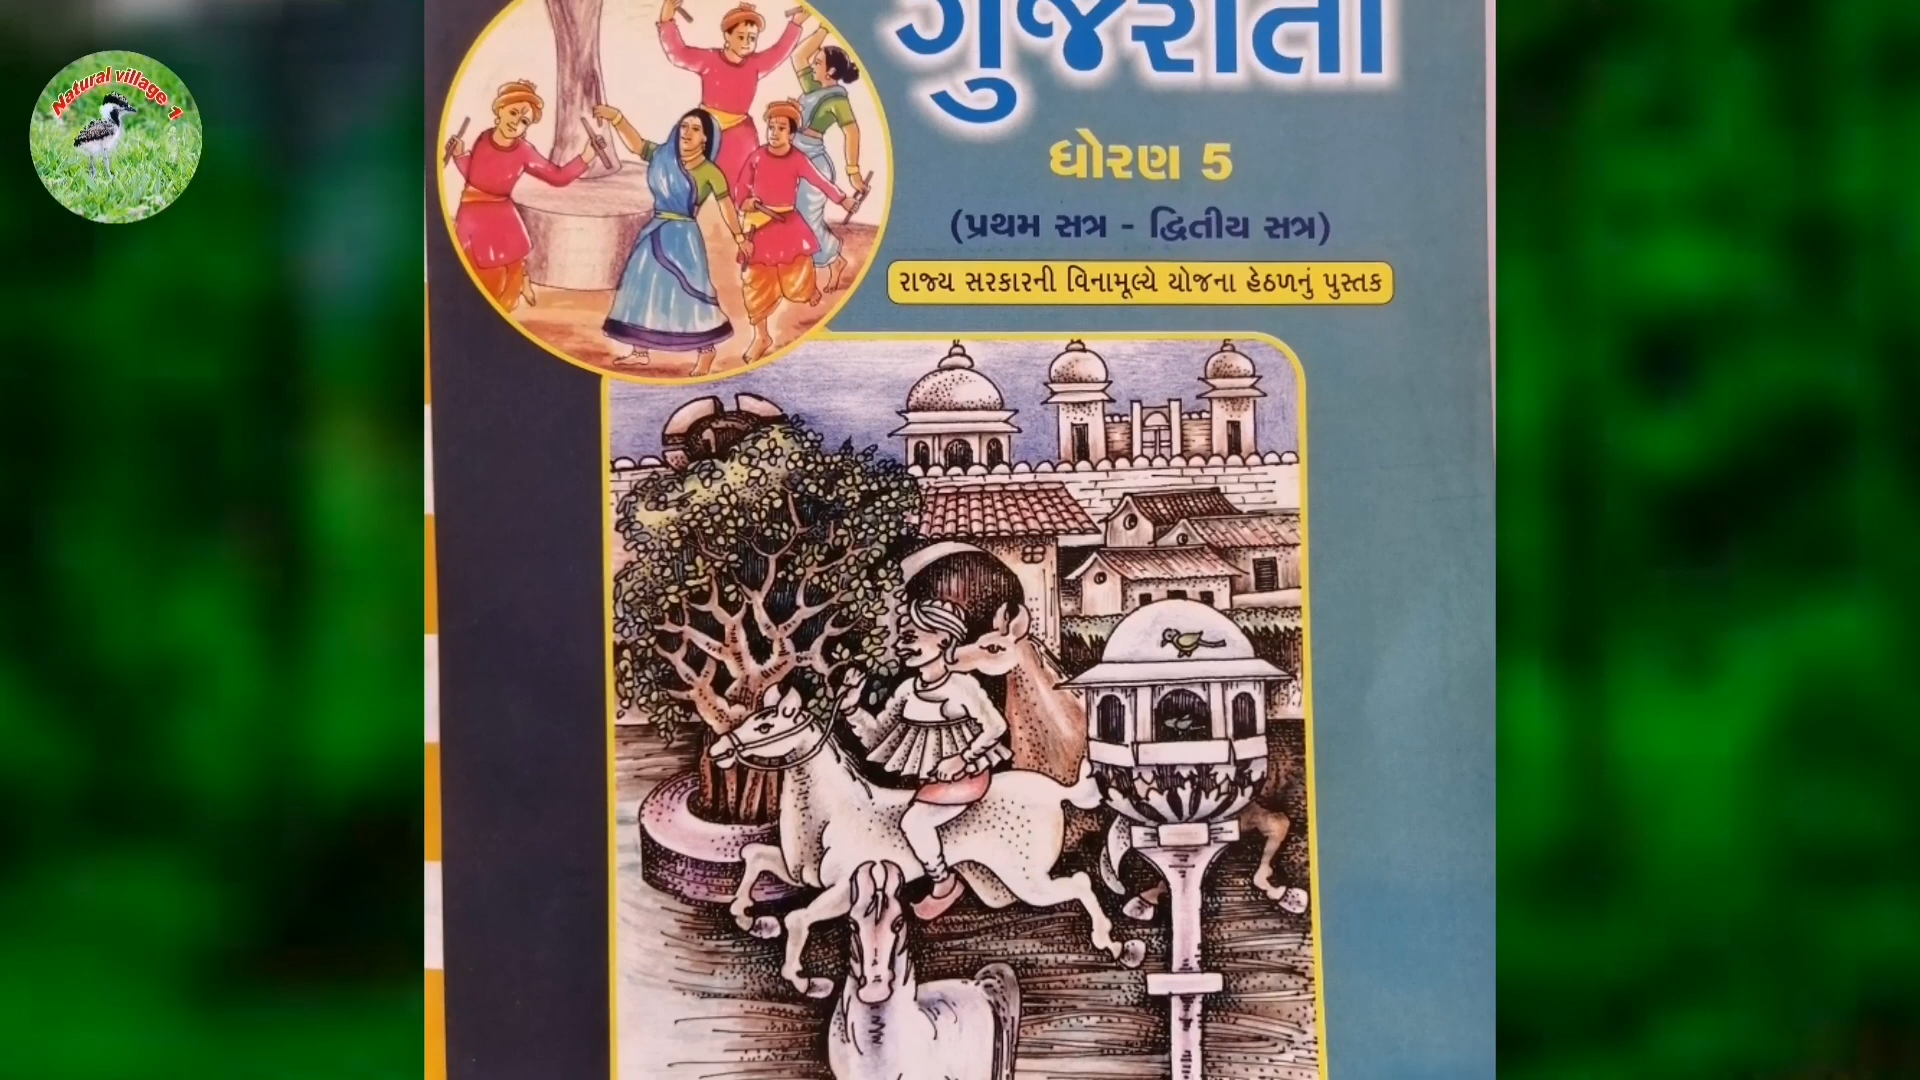 Natural village 1
ગુજરાતી
ધોરણ 5
(પ્રથમ સત્ર - દ્વિતીય સત્ર)
રાજ્ય સરકારની વિનામૂલ્યે યોજના હેઠળનું પુસ્તક